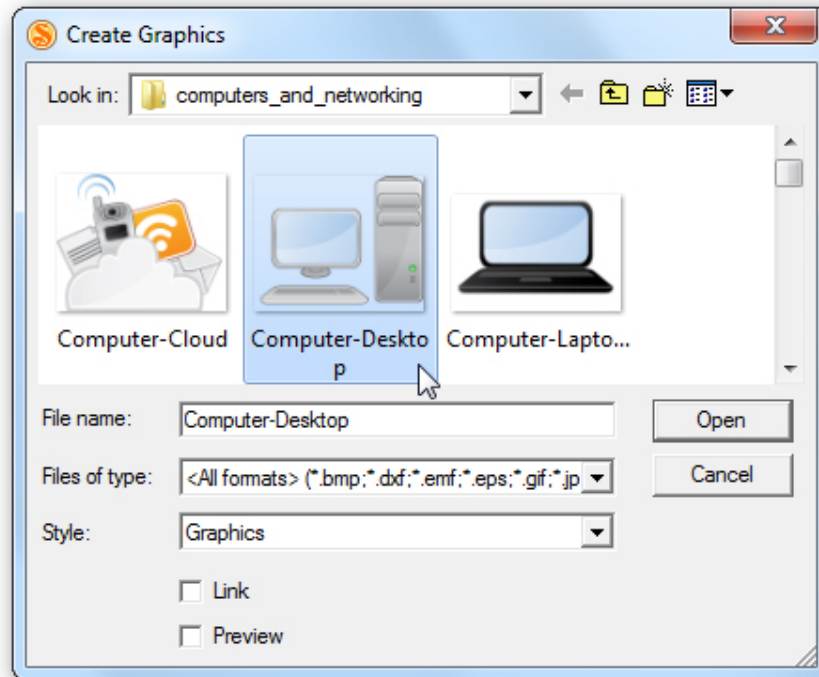 Create Graphics
Look in:
computers_and_networking
Computer-Cloud
Computer-Deskto
p
Computer-Lapto...
File name:
Computer-Desktop
Open
Files of type:
<All formats> (*.bmp;*.dxf;*.emf;*.eps;*.gif;*.jp
Cancel
Style:
Graphics
Link
Preview